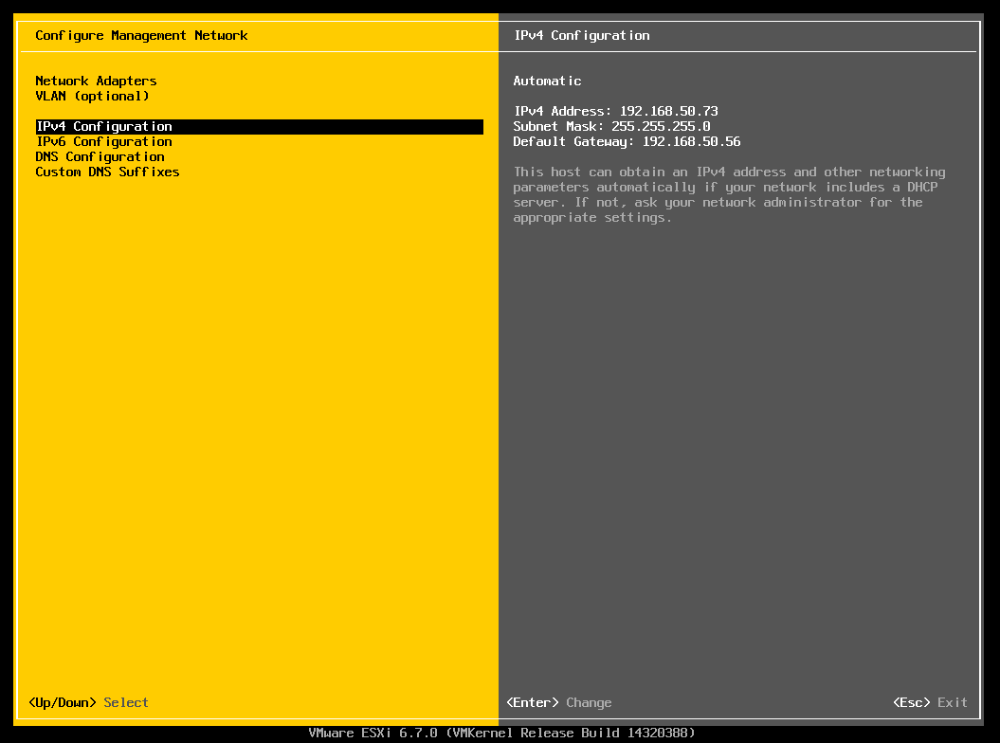 Configure Management Network
Network Adapters
VLAN (optional)
IPv4 Configuration
IPv6 Configuration
DNS Configuration
Custom DNS Suffixes
<Up/Down> Select
IPv4 Configuration
Automatic
IPv4 Address: 192.168.50.73
Subnet Mask: 255.255.255.0
Default Gateway: 192.168.50.56
This host can obtain an IPv4 address and other networking
parameters automatically if your network includes a DHCP
server. If not, ask your network administrator for the
appropriate settings.
<Enter> Change
<Esc> Exit
VMware ESXi 6.7.0 (VMKernel Release Build 14320388)